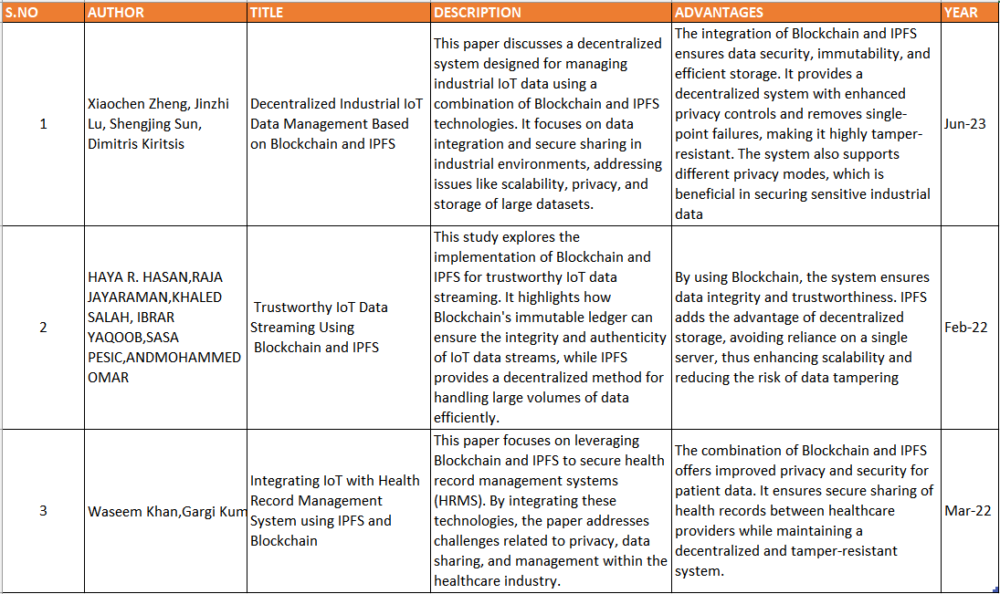 S.NO AUTHOR TITLE DESCRIPTION ADVANTAGES YEAR
1
Xiaochen Zheng, Jinzhi
Lu, Shengjing Sun,
Dimitris Kiritsis
Decentralized Industrial IoT
Data Management Based
on Blockchain and IPFS
This paper discusses a decentralized
system designed for managing
industrial IoT data using a
combination of Blockchain and IPFS
technologies. It focuses on data
integration and secure sharing in
industrial environments, addressing
issues like scalability, privacy, and
storage of large datasets.
The integration of Blockchain and IPFS
ensures data security, immutability, and
efficient storage. It provides a
decentralized system with enhanced
privacy controls and removes single-
point failures, making it highly tamper-
resistant. The system also supports
different privacy modes, which is
beneficial in securing sensitive industrial
data
Jun-23
2
HAYA R. HASAN,RAJA
JAYARAMAN,KHALED
SALAH, IBRAR
YAQOOB,SASA
PESIC,ANDMOHAMMED
OMAR
Trustworthy IoT Data
Streaming Using
Blockchain and IPFS
This study explores the
implementation of Blockchain and
IPFS for trustworthy IoT data
streaming. It highlights how
Blockchain's immutable ledger can
ensure the integrity and authenticity
of IoT data streams, while IPFS
provides a decentralized method for
handling large volumes of data
efficiently.
By using Blockchain, the system ensures
data integrity and trustworthiness. IPFS
adds the advantage of decentralized
storage, avoiding reliance on a single
server, thus enhancing scalability and
reducing the risk of data tampering
Feb-22
3
Waseem Khan,Gargi Kum
Integrating IoT with Health
Record Management
System using IPFS and
Blockchain
This paper focuses on leveraging
Blockchain and IPFS to secure health
record management systems
(HRMS). By integrating these
technologies, the paper addresses
challenges related to privacy, data
sharing, and management within the
healthcare industry.
The combination of Blockchain and IPFS
offers improved privacy and security for
patient data. It ensures secure sharing of
health records between healthcare
providers while maintaining a
decentralized and tamper-resistant
system.
Mar-22